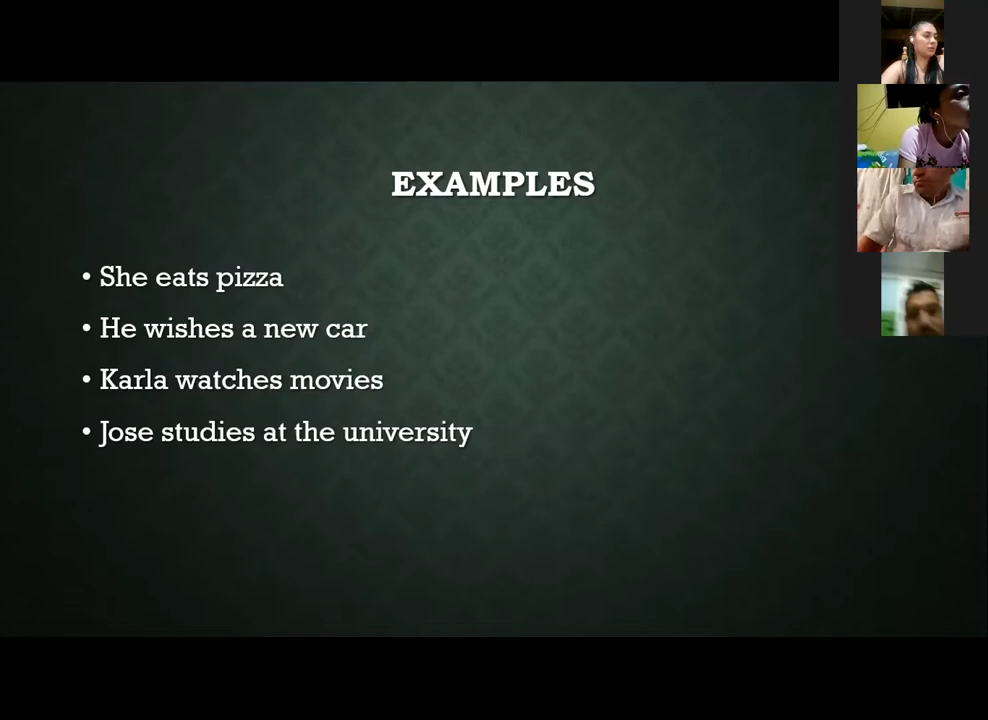 EXAMPLES
• She eats pizza
• He wishes a new car
• Karla watches movies
• Jose studies at the university